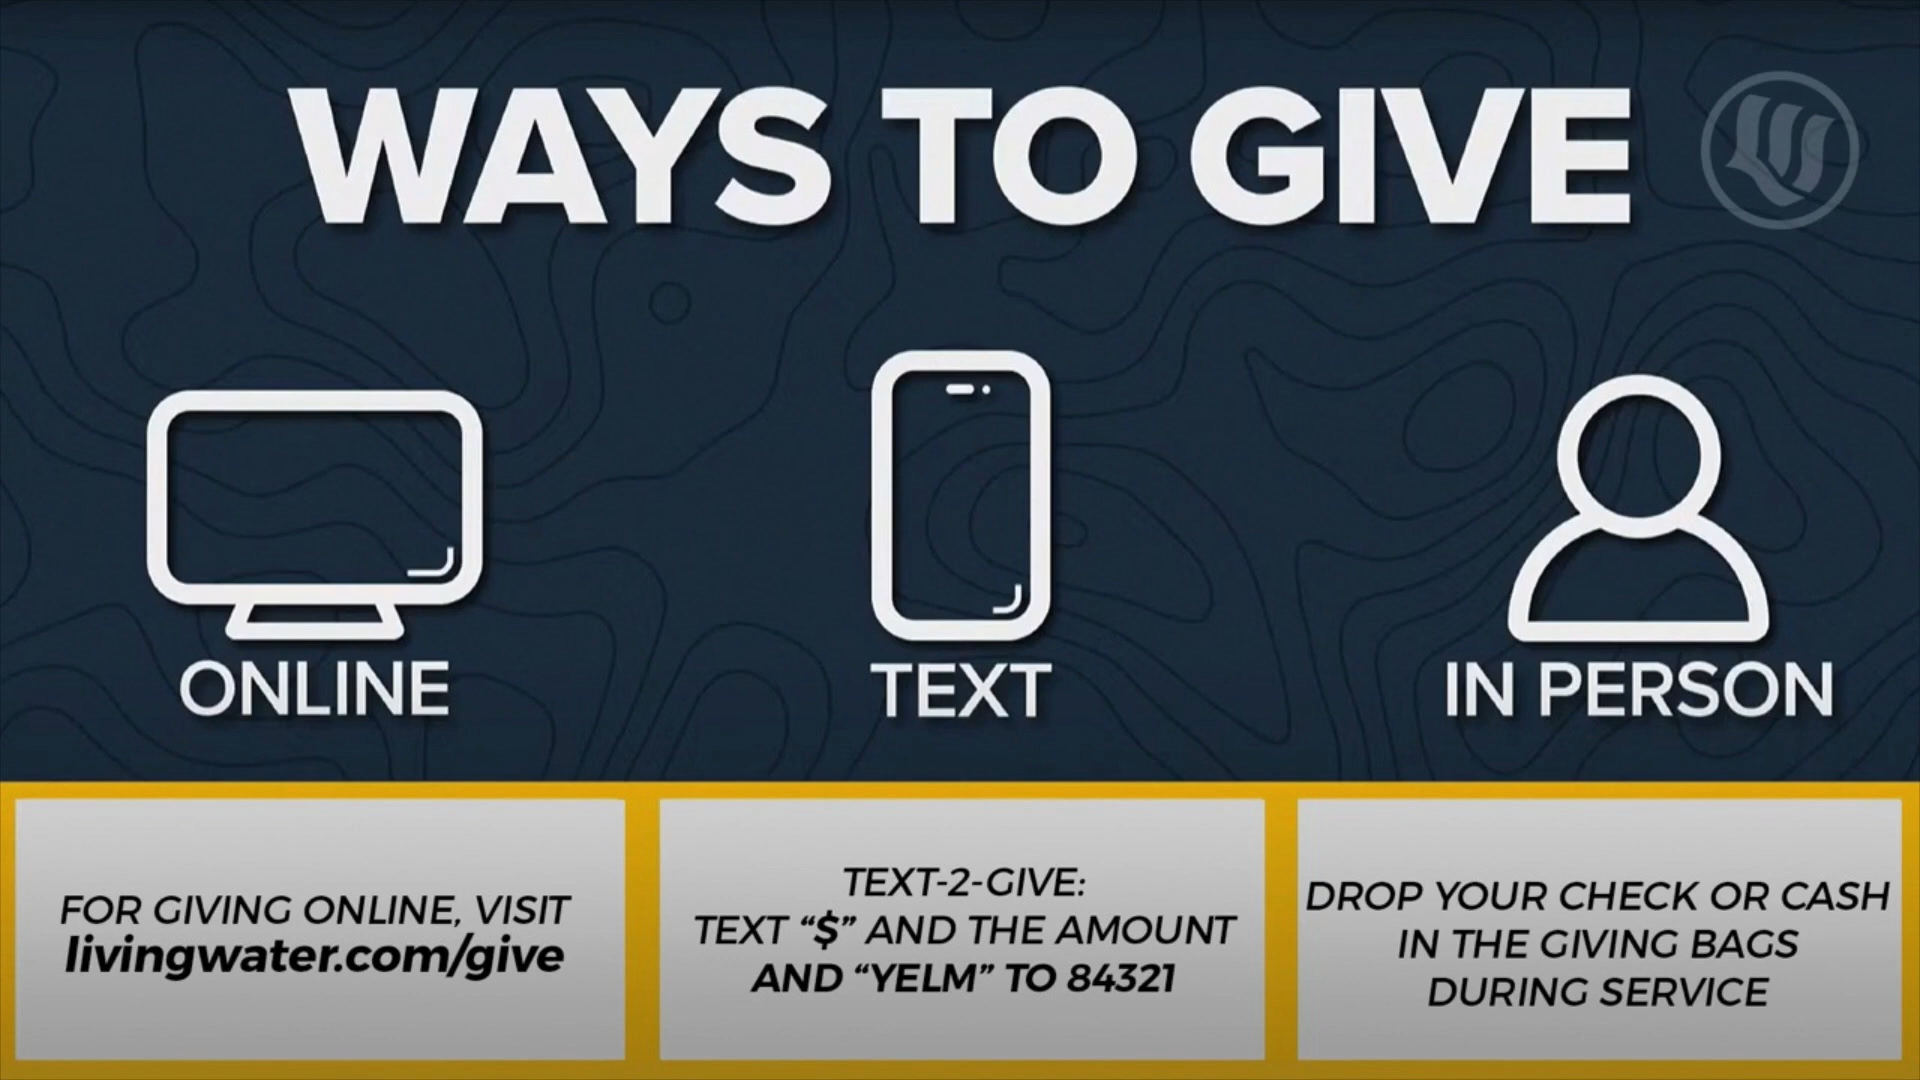 WAYS TO GIVE
ONLINE
TEXT
IN PERSON
FOR GIVING ONLINE, VISIT
livingwater.com/give
TEXT-2-GIVE:
TEXT “$” AND THE AMOUNT
AND “YELM” TO 84321
DROP YOUR CHECK OR CASH
IN THE GIVING BAGS
DURING SERVICE